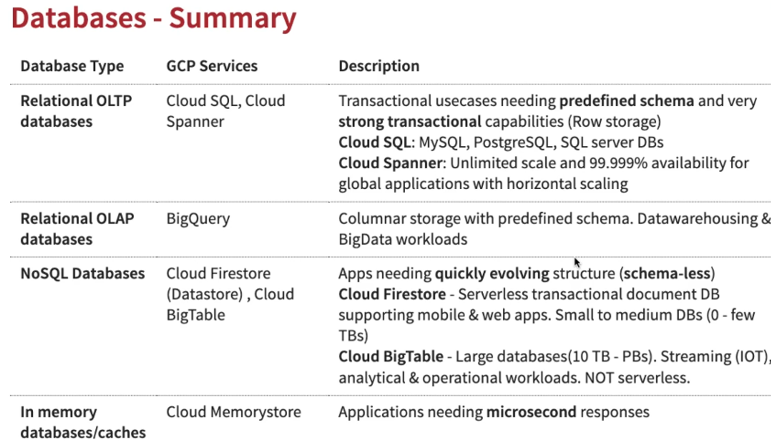 Databases - Summary
Database Type GCP Services Description
Relational OLTP databases Cloud SQL, Cloud Spanner
Transactional usecases needing predefined schema and very
strong transactional capabilities (Row storage)
Cloud SQL: MySQL, PostgreSQL, SQL server DBs
Cloud Spanner: Unlimited scale and 99.999% availability for
global applications with horizontal scaling
Relational OLAP databases BigQuery
Columnar storage with predefined schema. Datawarehousing &
BigData workloads
NoSQL Databases
Cloud Firestore
(Datastore) , Cloud
BigTable
Apps needing quickly evolving structure (schema-less)
Cloud Firestore - Serverless transactional document DB
supporting mobile & web apps. Small to medium DBs (0 - few
TBs)
Cloud BigTable - Large databases(10 TB - PBs). Streaming (IOT),
analytical & operational workloads. NOT serverless.
In memory
databases/caches
Cloud Memorystore
Applications needing microsecond responses